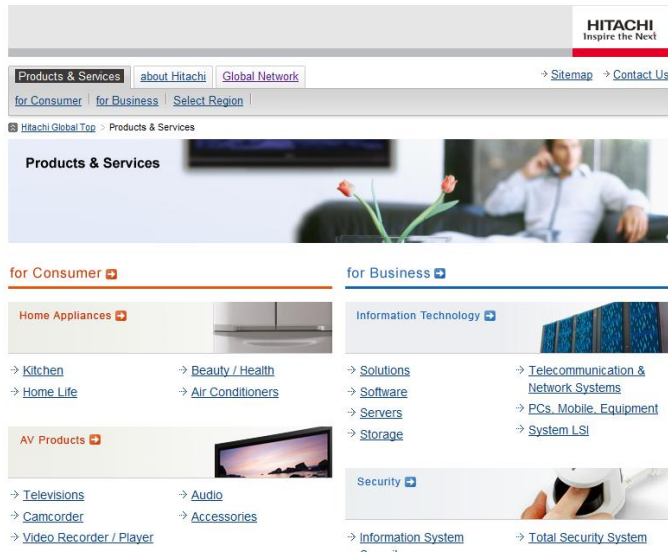 HITACHI
Inspire the Next
Products & Services about Hitachi Global Network
Sitemap Contact Us
for Consumer for Business Select Region
Hitachi Global Top > Products & Services
Products & Services
for Consumer
Home Appliances
Kitchen
Beauty / Health
Home Life
Air Conditioners
AV Products
Televisions
Audio
Camcorder
Accessories
Video Recorder / Player
for Business
Information Technology
Solutions
Software
Servers
Storage
Telecommunication &
Network Systems
PCs, Mobile, Equipment
System LSI
Security
Information System
Total Security System